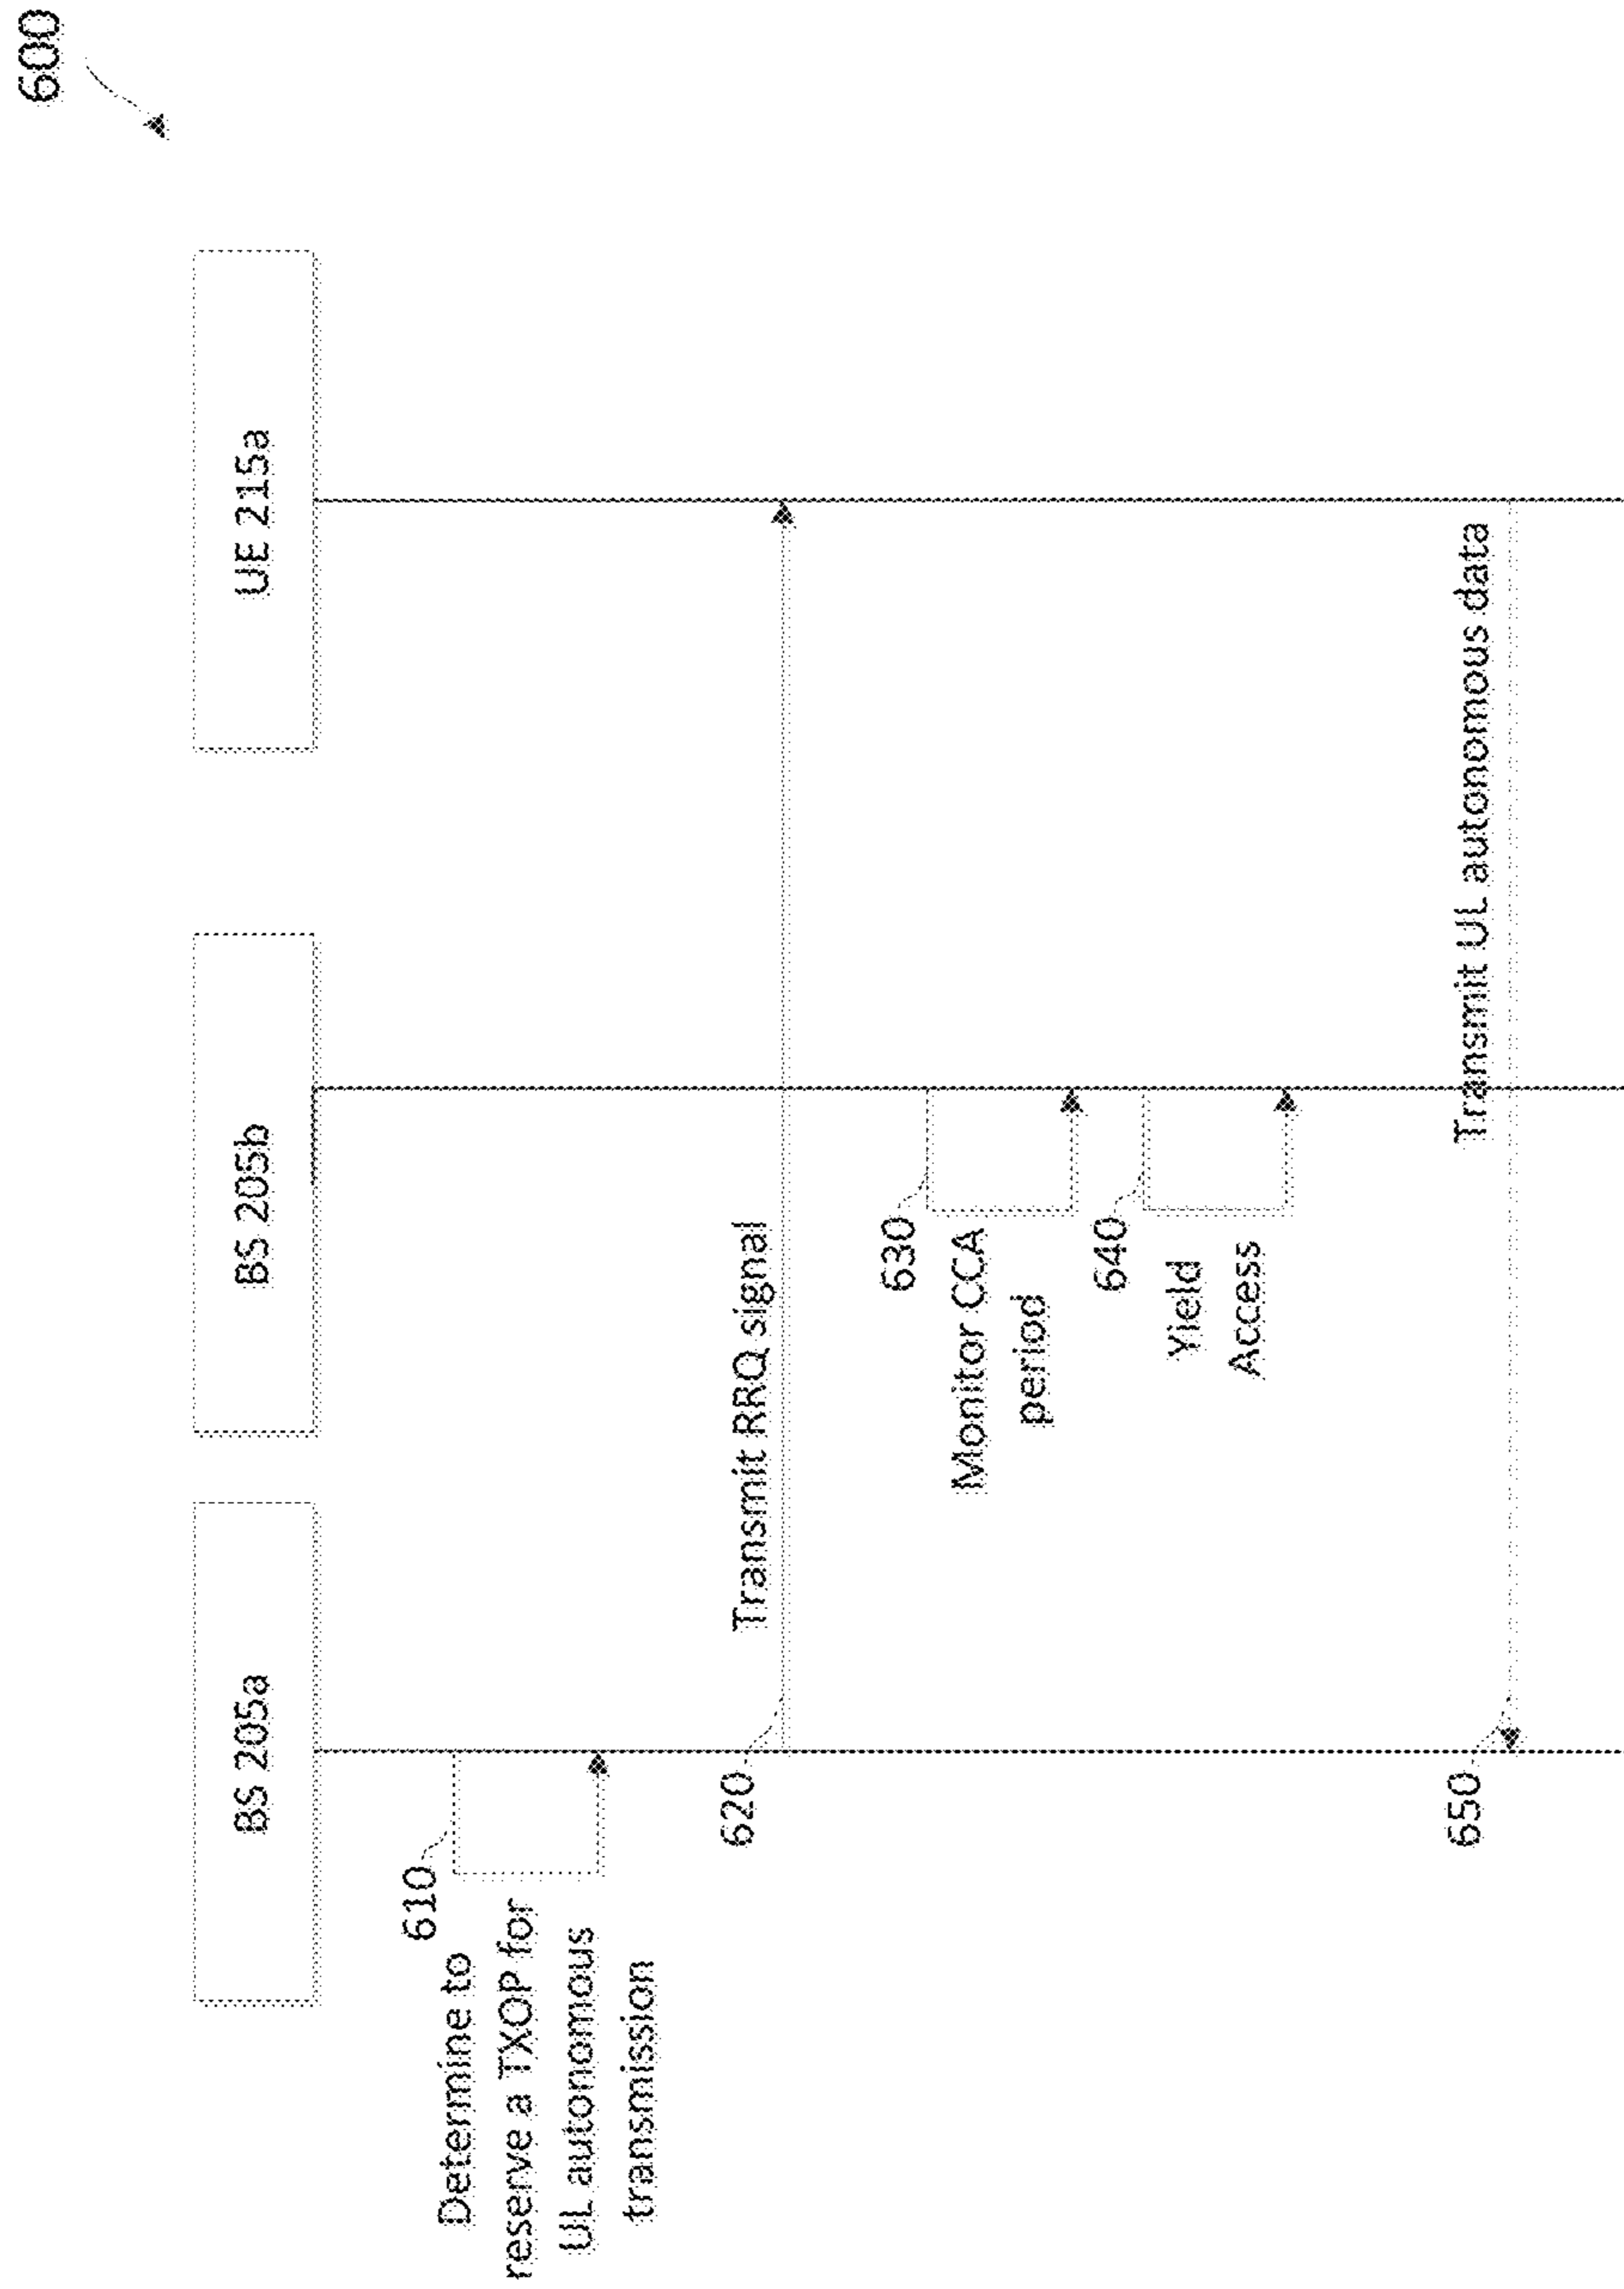 600
BS 205a
BS 205b
UE 215a
610
Determine to
reserve a TXOP for
UL autonomous
transmission
620
Transmit RRQ signal
630
Monitor CCA
period
640
Yield
Access
650
Transmit UL autonomous data